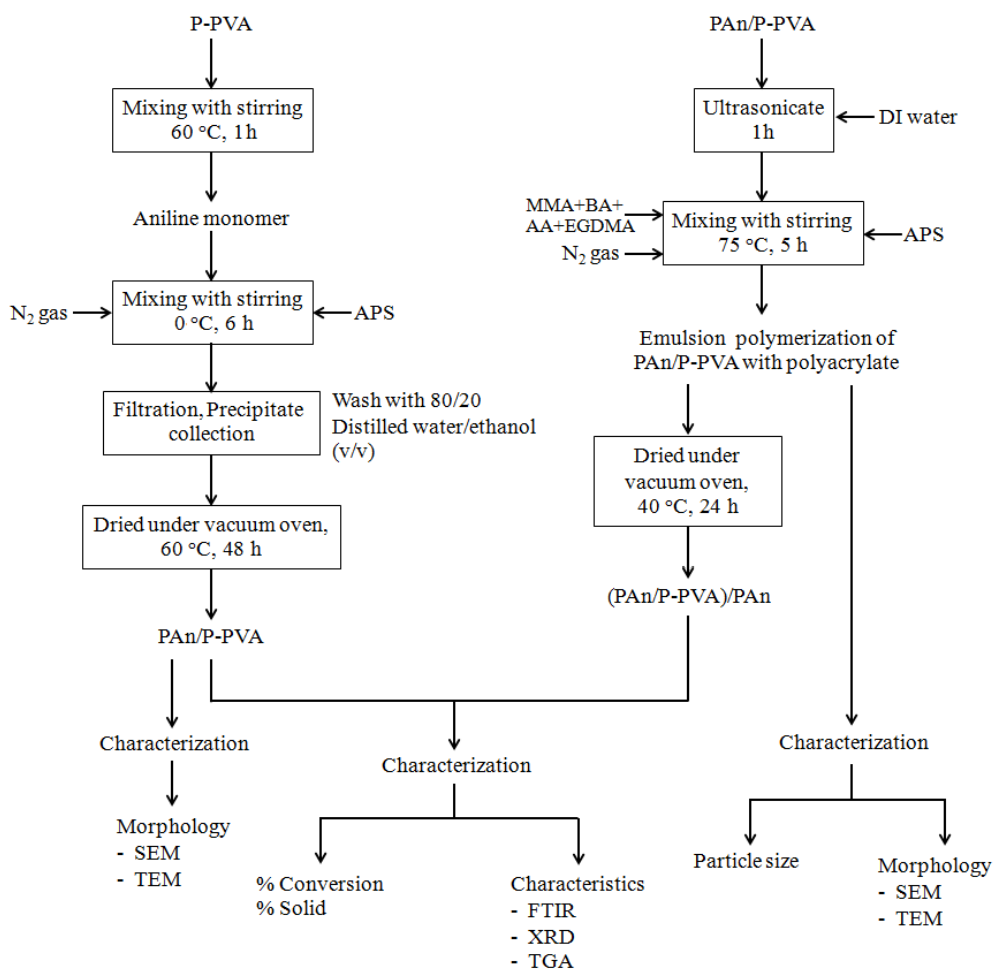 P-PVA
Mixing with stirring
60 °C, 1h
Aniline monomer
N₂ gas
Mixing with stirring
0 °C, 6 h
APS
Filtration, Precipitate
collection
Wash with 80/20
Distilled water/ethanol
(v/v)
Dried under vacuum oven,
60 °C, 48 h
PAn/P-PVA
Characterization
Morphology
- SEM
- TEM
PAn/P-PVA
Ultrasonicate
1h
DI water
MMA+BA+
AA+EGDMA
N₂ gas
Mixing with stirring
75 °C, 5 h
APS
Emulsion polymerization of
PAn/P-PVA with polyacrylate
Dried under
vacuum oven,
40 °C, 24 h
(PAn/P-PVA)/PAn
Characterization
% Conversion
% Solid
Characteristics
- FTIR
- XRD
- TGA
Characterization
Particle size
Morphology
- SEM
- TEM